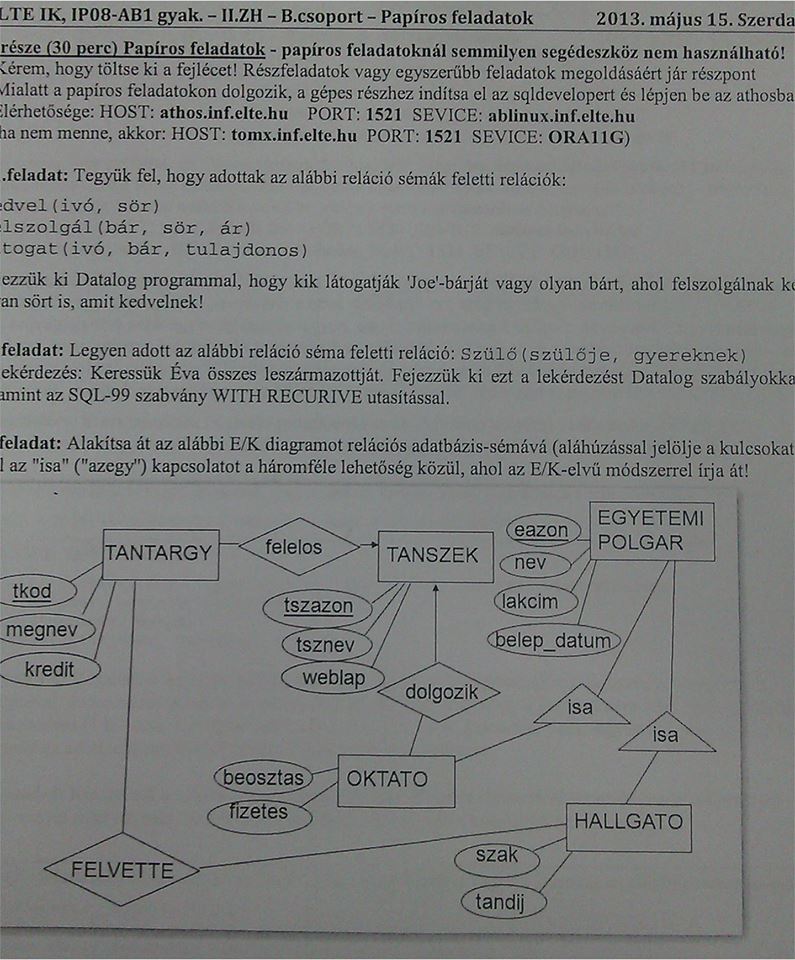 LTE IK, IP08-AB1 gyak. – II.ZH – B.csoport – Papíros feladatok 2013. május 15. Szerda
része (30 perc) Papíros feladatok - papíros feladatoknál semmilyen segédeszköz nem használható!
Kérem, hogy töltse ki a fejlécet! Részfeladatok vagy egyszerűbb feladatok megoldásáért jár részpont
Mialatt a papíros feladatokon dolgozik, a gépes részhez indítsa el az sqldevelopert és lépjen be az athosba
Elérhetősége: HOST: athos.inf.elte.hu PORT: 1521 SEVICE: ablinux.inf.elte.hu
ha nem menne, akkor: HOST: tomx.inf.elte.hu PORT: 1521 SEVICE: ORA11G)
.feladat: Tegyük fel, hogy adottak az alábbi reláció sémák feletti relációk:
edvel(ivó, sör)
elszolgál(bár, sör, ár)
togat(ivó, bár, tulajdonos)
ezzük ki Datalog programmal, hogy kik látogatják 'Joe'-bárját vagy olyan bárt, ahol felszolgálnak
an sört is, amit kedvelnek!
feladat: Legyen adott az alábbi reláció séma feletti reláció: Szülő(szülője, gyereknek)
ekérdezés: Keressük Éva összes leszármazottját. Fejezzük ki ezt a lekérdezést Datalog szabályokka
amint az SQL-99 szabvány WITH RECURIVE utasítással.
feladat: Alakítsa át az alábbi E/K diagramot relációs adatbázis-sémává (aláhúzással jelölje a kulcsokat
l az "isa" ("azegy") kapcsolatot a háromféle lehetőség közül, ahol az E/K-elvű módszerrel írja át!
TANTARGY
felelos
TANSZEK
EGYETEMI
POLGAR
eazon
nev
lakcim
belep_datum
tkod
megnev
kredit
tszazon
tsznev
weblap
dolgozik
isa
isa
beosztas
fizetes
OKTATO
HALLGATO
szak
tandij
FELVETTE